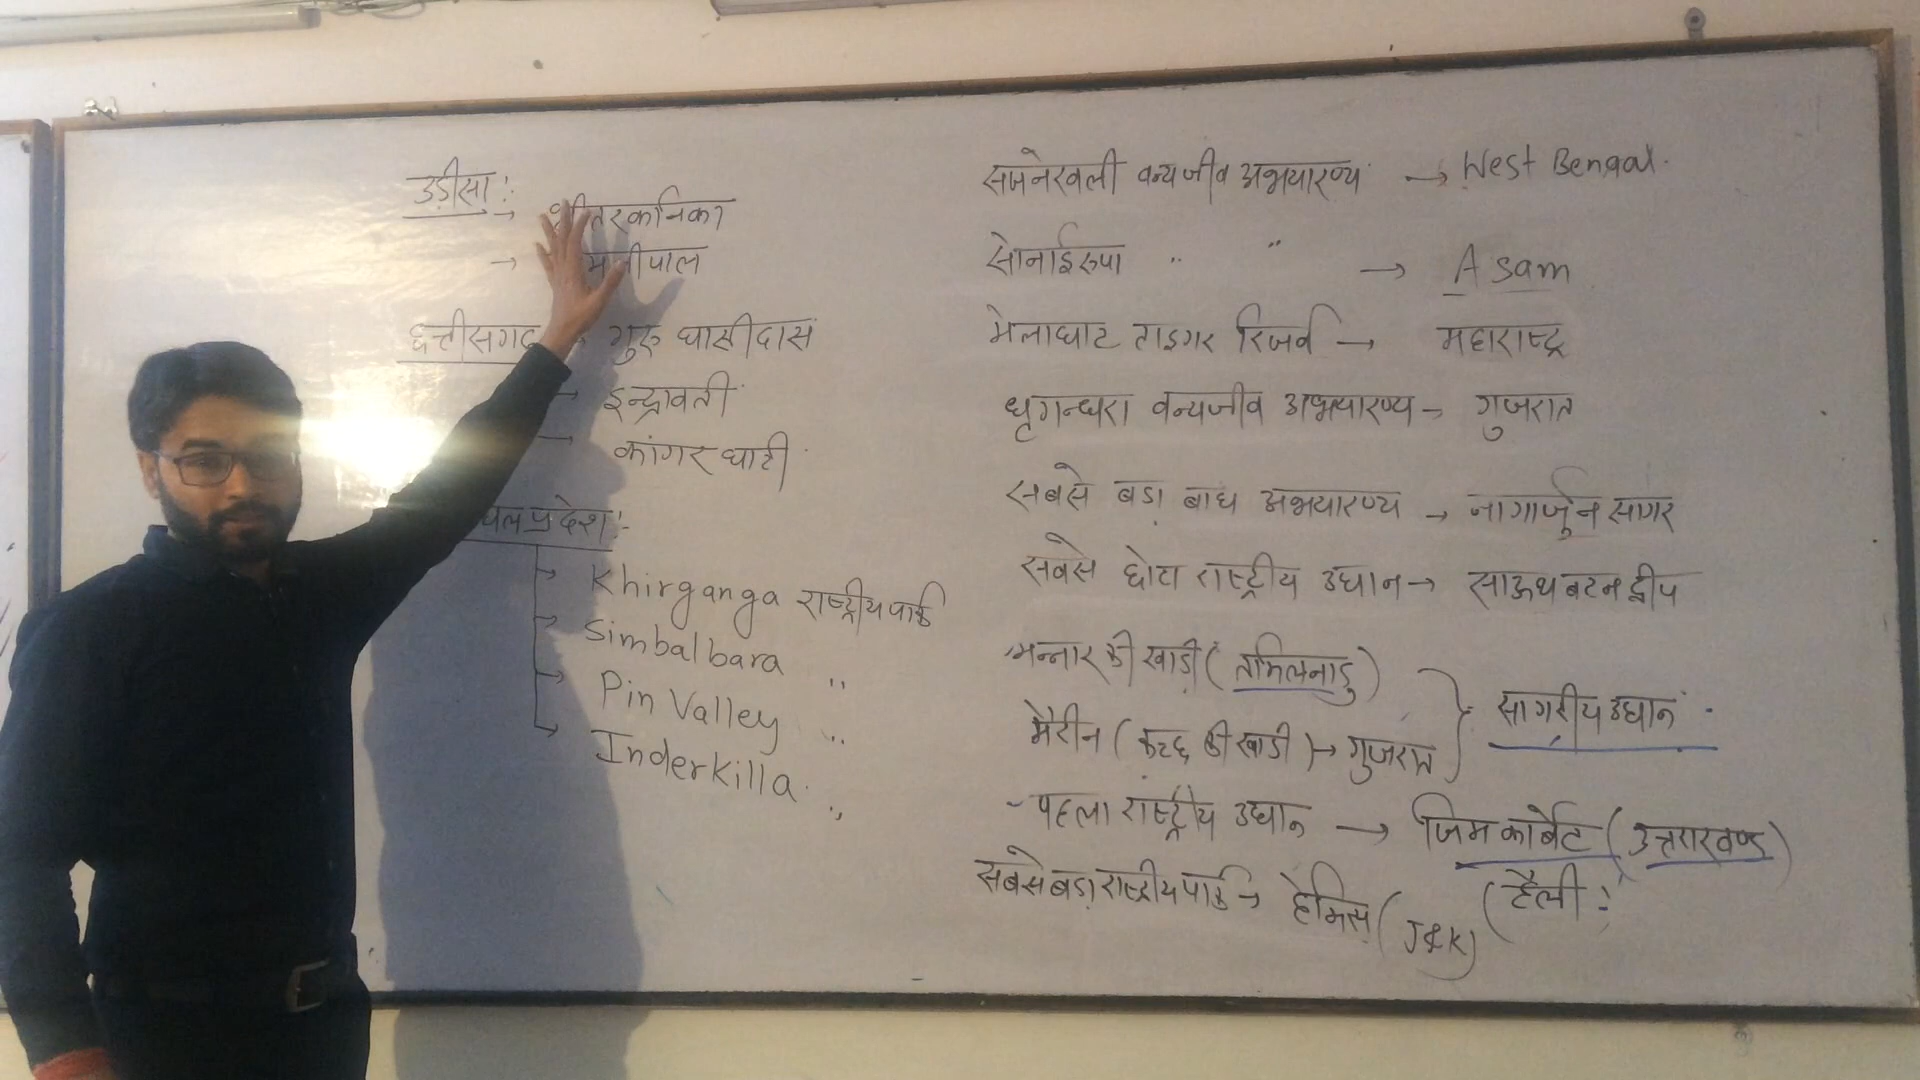 उड़ीसा :-
→ भीतरकनिका
→
छत्तीसगढ़ → गुरु घासीदास
→ इन्द्रावती
→ कांगर घाटी
प्रदेश :-
→ Khirganga राष्ट्रीय पार्क
→ Simbalbara "
→ Pin Valley "
→ Inderkilla "
सजनेखली वन्यजीव अभयारण्य → West Bengal.
सोनाईरुपा " " → Asam
मेलाघाट टाइगर रिजर्व → महाराष्ट्र
धृगन्धरा वन्यजीव अभयारण्य → गुजरात
सबसे बड़ा बाघ अभयारण्य → नागार्जुन सागर
सबसे छोटा राष्ट्रीय उद्यान → साऊथ बटन द्वीप
मन्नार की खाड़ी (तमिलनाडु)
मैरीन (कच्छ की खाडी) → गुजरात } सागरीय उद्यान
- पहला राष्ट्रीय उद्यान → जिम कार्बेट (उत्तराखण्ड)
(हैली :
सबसे बड़ा राष्ट्रीय पार्क → हेमिस (J&K)